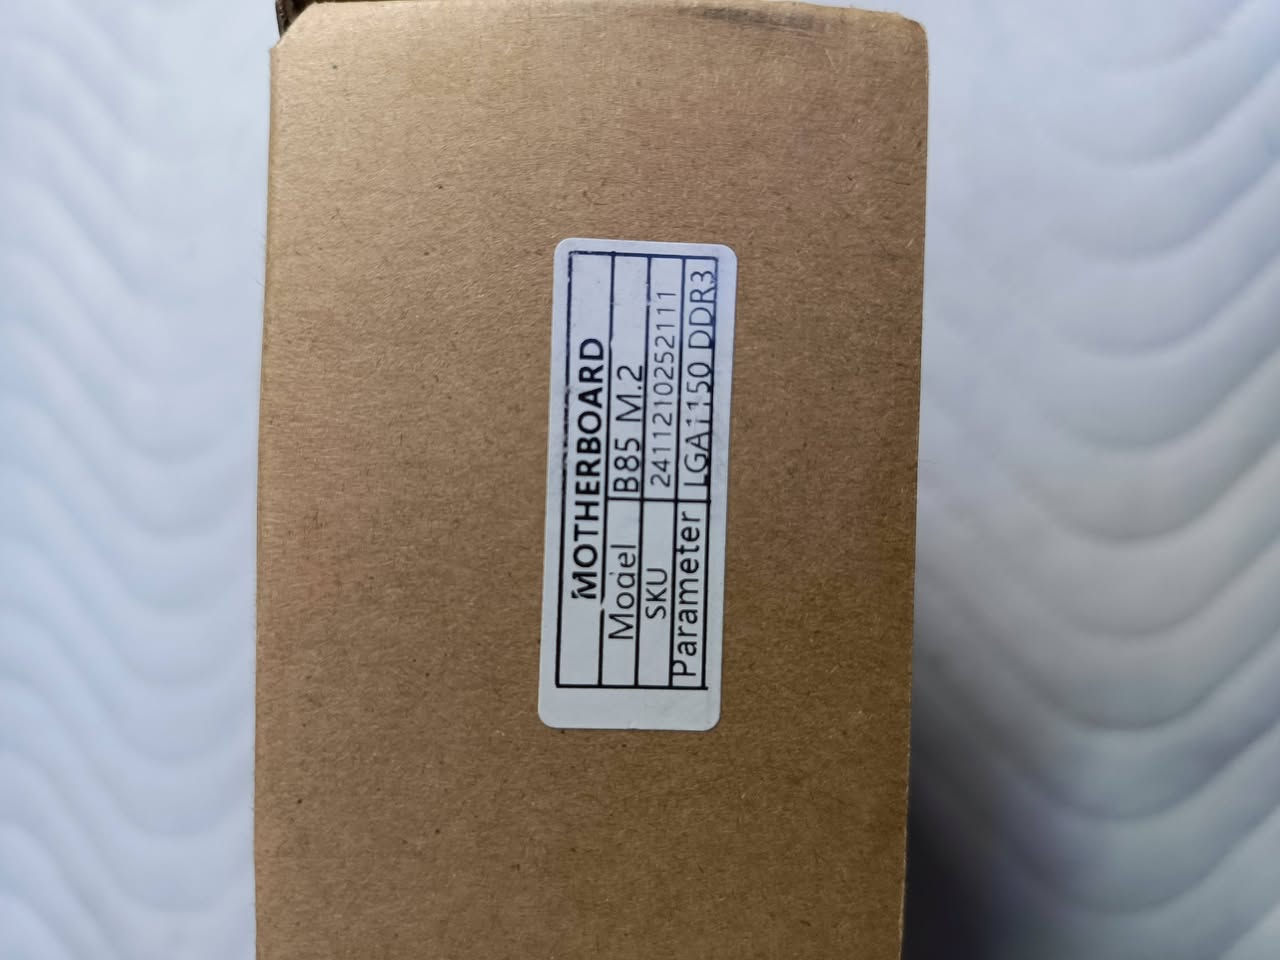 MOTHERBOARD
Model B85 M.2
SKU 2411210252111
Parameter LGA1150 DDR3